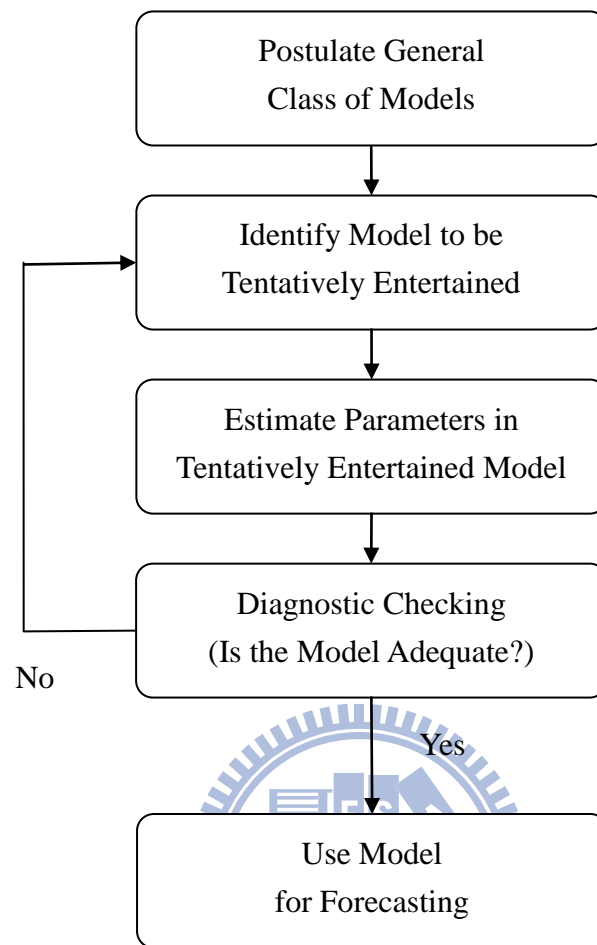 Postulate General
Class of Models
Identify Model to be
Tentatively Entertained
Estimate Parameters in
Tentatively Entertained Model
Diagnostic Checking
(Is the Model Adequate?)
No
Yes
Use Model
for Forecasting